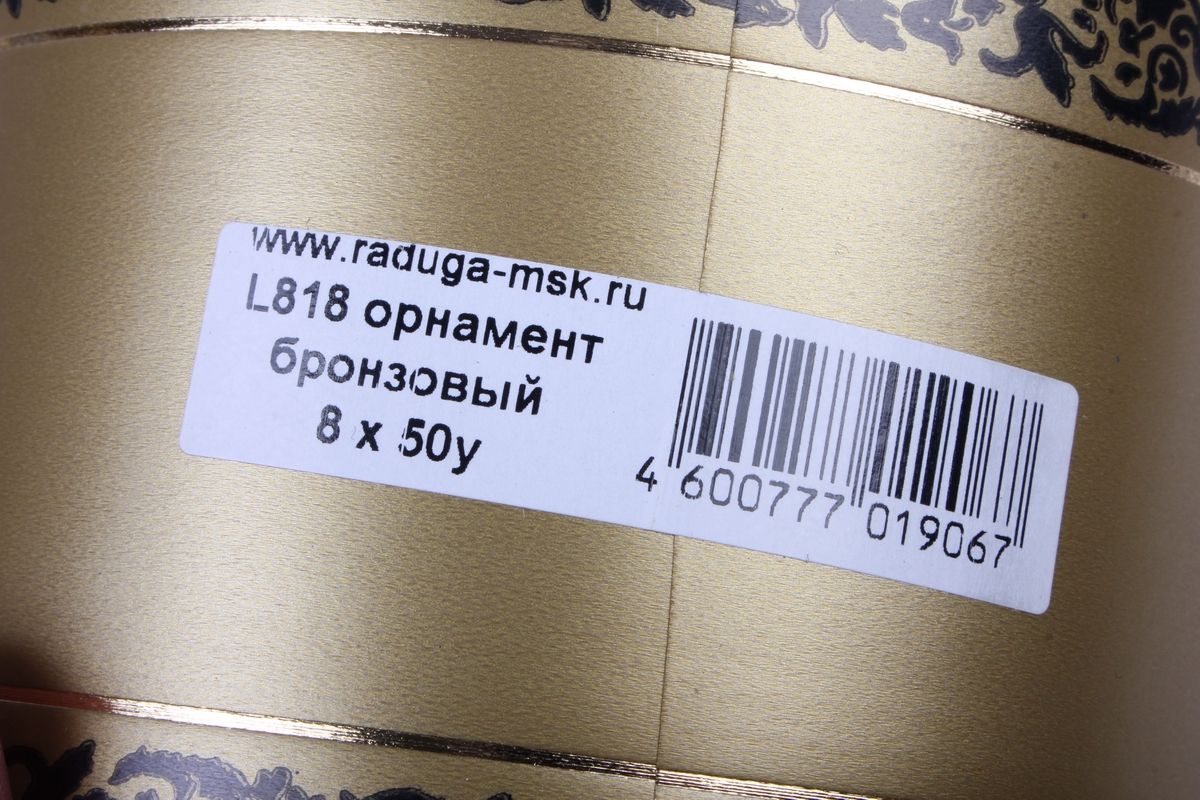 www.raduga-msk.ru
L818 орнамент
бронзовый
8 x 50y
4 600777 019067